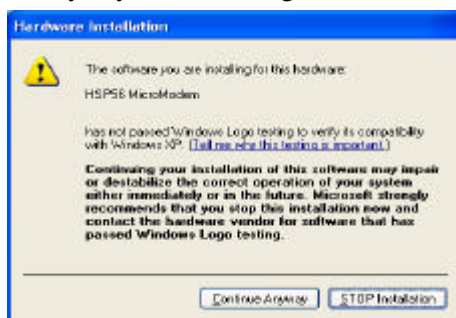 Hardware Installation
The software you are installing for this hardware:
HSP56 MicroModem
has not passed Windows Logo testing to verify its compatibility
with Windows XP. (Tell me why this testing is important.)
Continuing your installation of this software may impair
or destabilize the correct operation of your system
either immediately or in the future. Microsoft strongly
recommends that you stop this installation now and
contact the hardware vendor for software that has
passed Windows Logo testing.
Continue Anyway STOP Installation